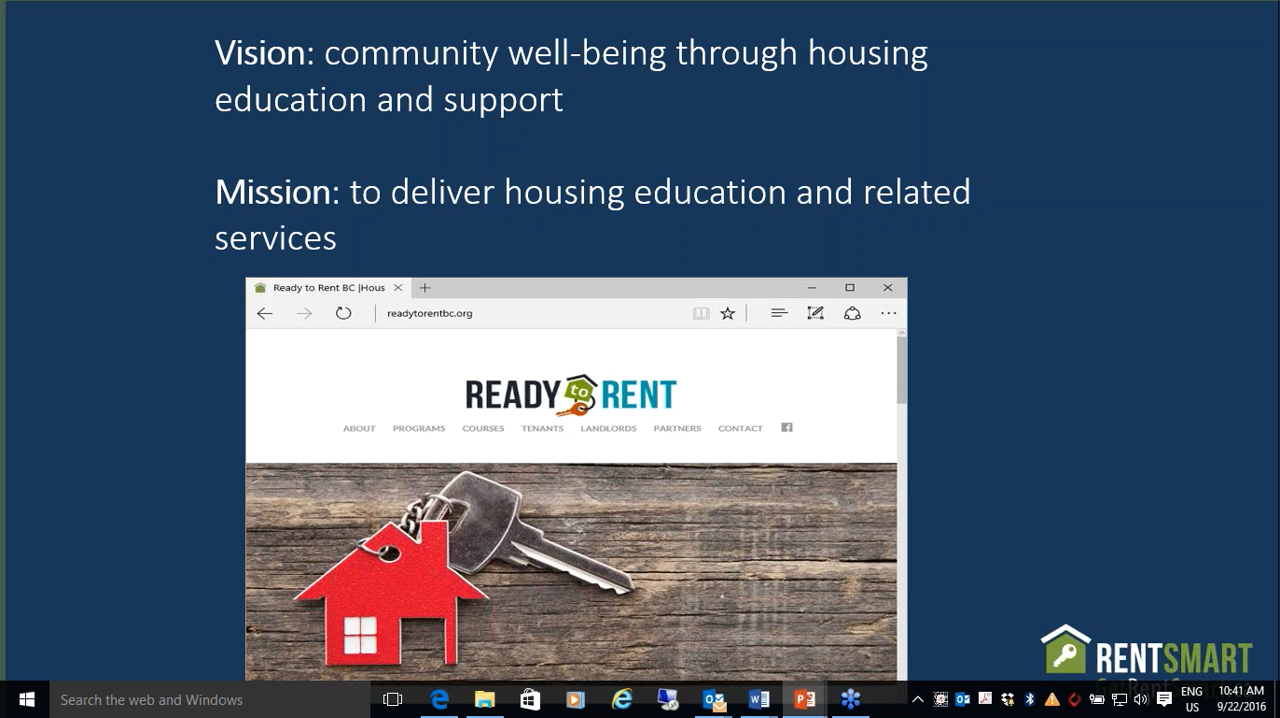 Vision: community well-being through housing
education and support
Mission: to deliver housing education and related
services
Ready to Rent BC |Hous
readytorentbc.org
READY to RENT
ABOUT PROGRAMS COURSES TENANTS LANDLORDS PARTNERS CONTACT
RENTSMART
Search the web and Windows
ENG
US
10:41 AM
9/22/2016